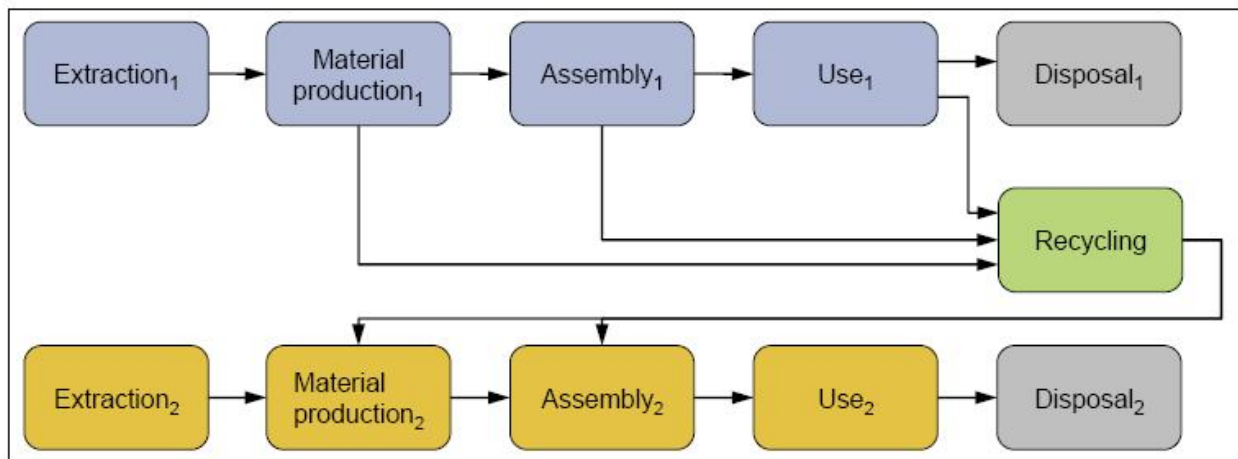 Extraction₁
Material
production₁
Assembly₁
Use₁
Disposal₁
Recycling
Extraction₂
Material
production₂
Assembly₂
Use₂
Disposal₂